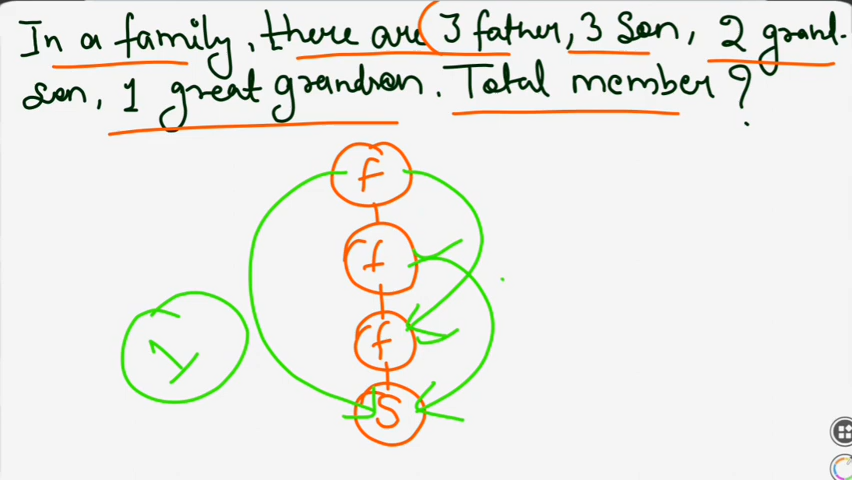 In a family, there are 3 father, 3 Son, 2 grand-
son, 1 great grandson. Total member ?
f
f
f
S
1